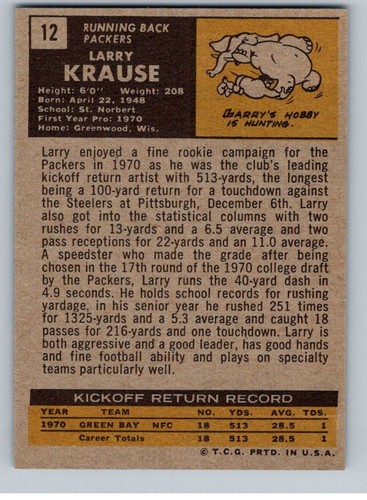 12
RUNNING BACK
PACKERS
LARRY
KRAUSE
Height: 6'0" Weight: 208
Born: April 22, 1948
School: St. Norbert
First Year Pro: 1970
Home: Greenwood, Wis.
LARRY'S HOBBY
IS HUNTING.
Larry enjoyed a fine rookie campaign for the
Packers in 1970 as he was the club's leading
kickoff return artist with 513-yards, the longest
being a 100-yard return for a touchdown against
the Steelers at Pittsburgh, December 6th. Larry
also got into the statistical columns with two
rushes for 13-yards and a 6.5 average and two
pass receptions for 22-yards and an 11.0 average.
A speedster who made the grade after being
chosen in the 17th round of the 1970 college draft
by the Packers, Larry runs the 40-yard dash in
4.9 seconds. He holds school records for rushing
yardage, in his senior year he rushed 251 times
for 1325-yards and a 5.3 average and caught 18
passes for 216-yards and one touchdown. Larry is
both aggressive and a good leader, has good hands
and fine football ability and plays on specialty
teams particularly well.
KICKOFF RETURN RECORD
YEAR TEAM NO. YDS. AVG. TDS.
1970 GREEN BAY NFC 18 513 28.5 1
Career Totals 18 513 28.5 1
© T.C.G. PRTD. IN U.S.A.